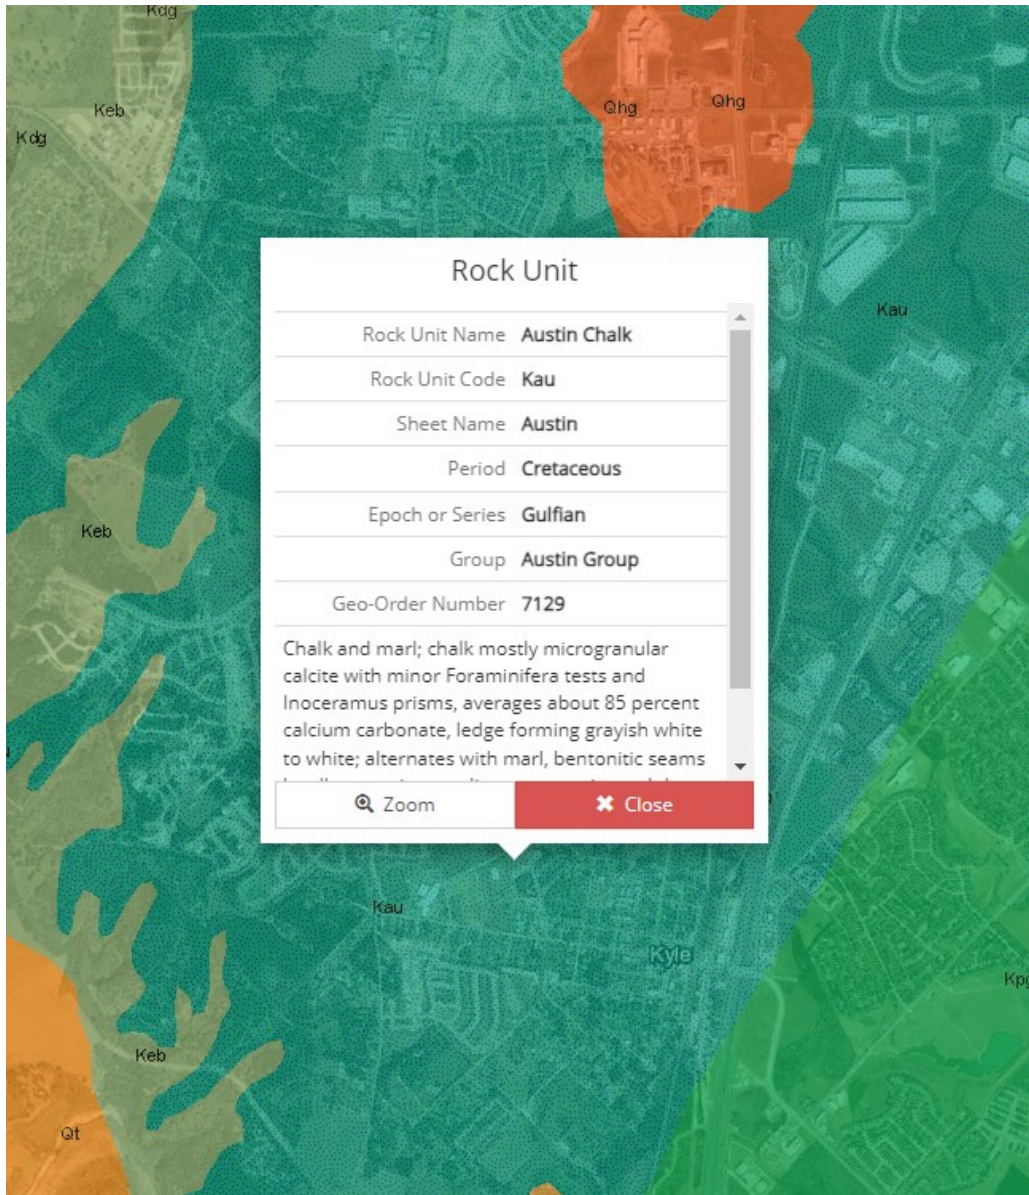 Kdg
Keb
Kdg
Qhg
Qhg
Rock Unit
Kau
Rock Unit Name Austin Chalk
Rock Unit Code Kau
Sheet Name Austin
Period Cretaceous
Epoch or Series Gulfian
Keb
Group Austin Group
Geo-Order Number 7129
Chalk and marl; chalk mostly microgranular
calcite with minor Foraminifera tests and
Inoceramus prisms, averages about 85 percent
calcium carbonate, ledge forming grayish white
to white; alternates with marl, bentonitic seams
Zoom
Close
Kau
Kyle
Keb
Qt